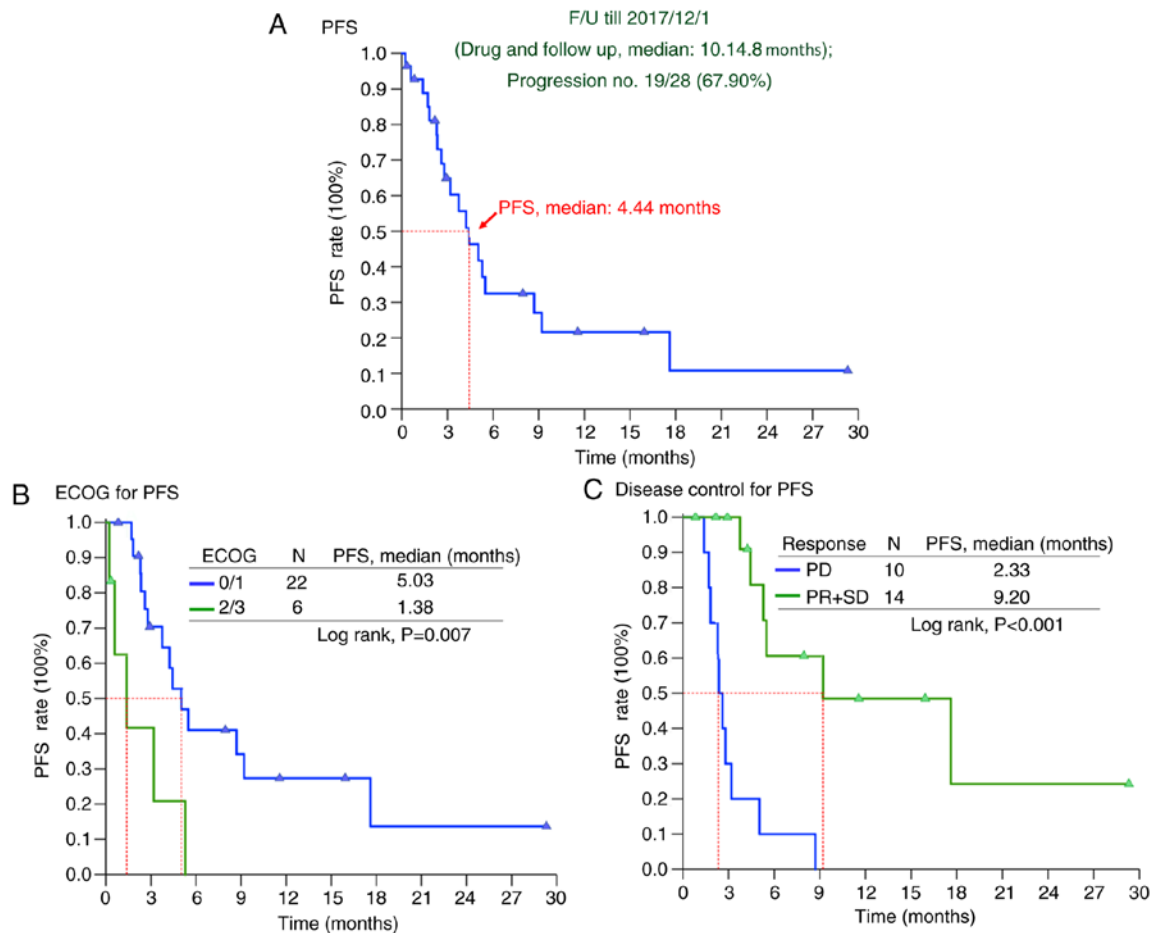 A PFS
F/U till 2017/12/1
(Drug and follow up, median: 10.14.8 months);
Progression no. 19/28 (67.90%)
PFS rate (100%)
1.0
0.9
0.8
0.7
0.6
0.5
0.4
0.3
0.2
0.1
0.0
PFS, median: 4.44 months
0 3 6 9 12 15 18 21 24 27 30
Time (months)
B ECOG for PFS
PFS rate (100%)
1.0
0.9
0.8
0.7
0.6
0.5
0.4
0.3
0.2
0.1
0.0
ECOG N PFS, median (months)
0/1 22 5.03
2/3 6 1.38
Log rank, P=0.007
3 6 9 12 15 18 21 24 27 30
Time (months)
C Disease control for PFS
PFS rate (100%)
1.0
0.9
0.8
0.7
0.6
0.5
0.4
0.3
0.2
0.1
0.0
Response N PFS, median (months)
PD 10 2.33
PR+SD 14 9.20
Log rank, P<0.001
0 3 6 9 12 15 18 21 24 27 30
Time (months)